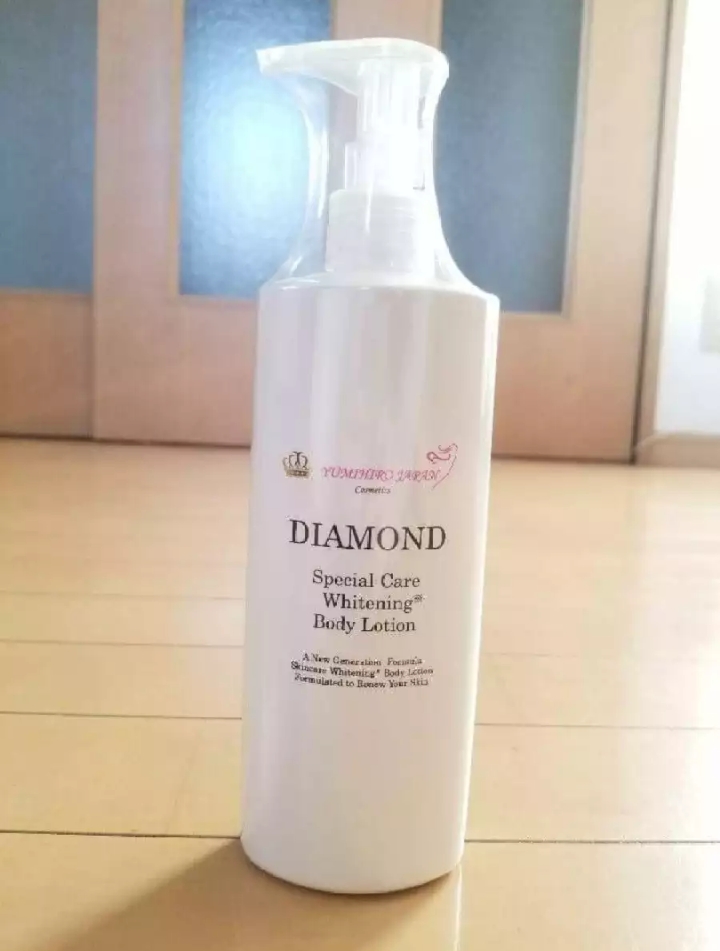 YUMIHIRO JAPAN
Cosmetics
DIAMOND
Special Care
Whitening※
Body Lotion
A New Generation Formula
Skincare Whitening* Body Lotion
Formulated to Renew Your Skin